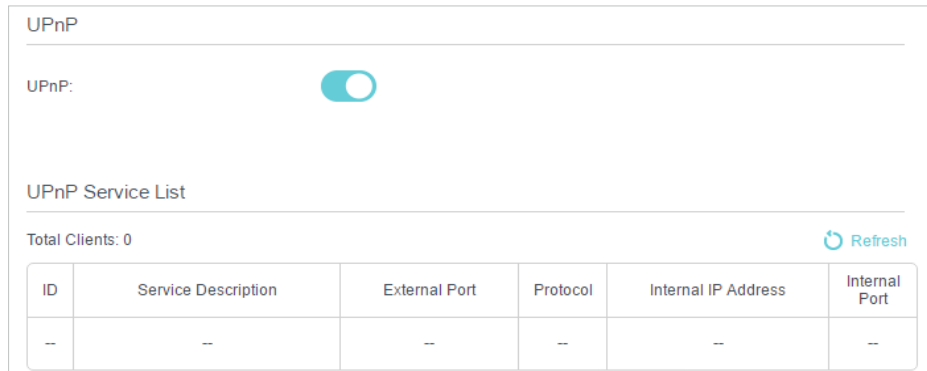 UPnP
UPnP:
UPnP Service List
Total Clients: 0
Refresh
ID Service Description External Port Protocol Internal IP Address Internal Port
-- -- -- -- -- --